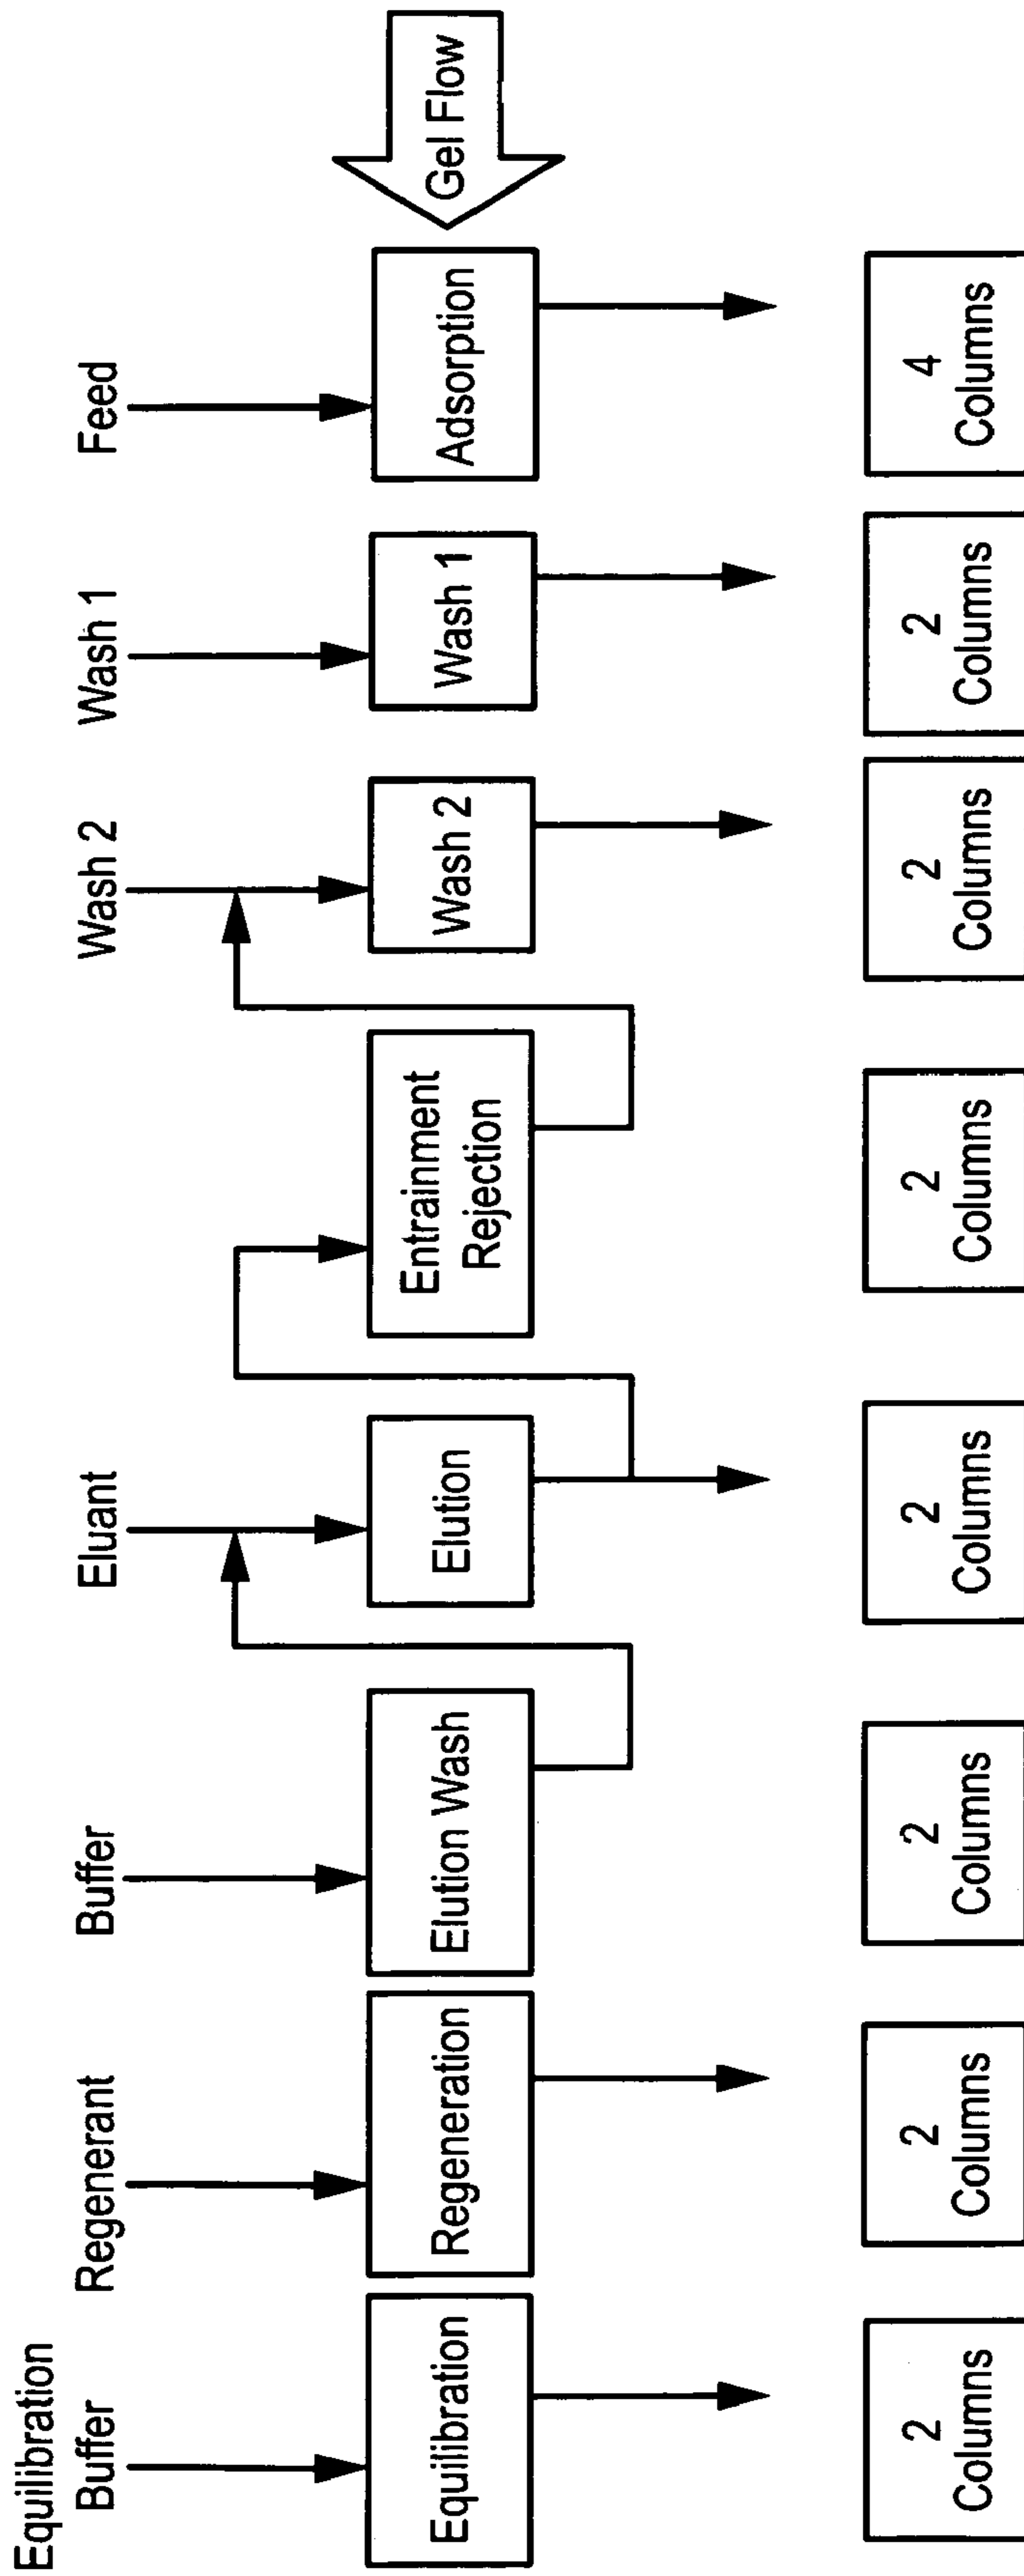 Equilibration
Buffer
Regenerant
Buffer
Eluant
Wash 2
Wash 1
Feed
Equilibration
Regeneration
Elution Wash
Elution
Entrainment
Rejection
Wash 2
Wash 1
Adsorption
Gel Flow
2
Columns
2
Columns
2
Columns
2
Columns
2
Columns
2
Columns
2
Columns
4
Columns